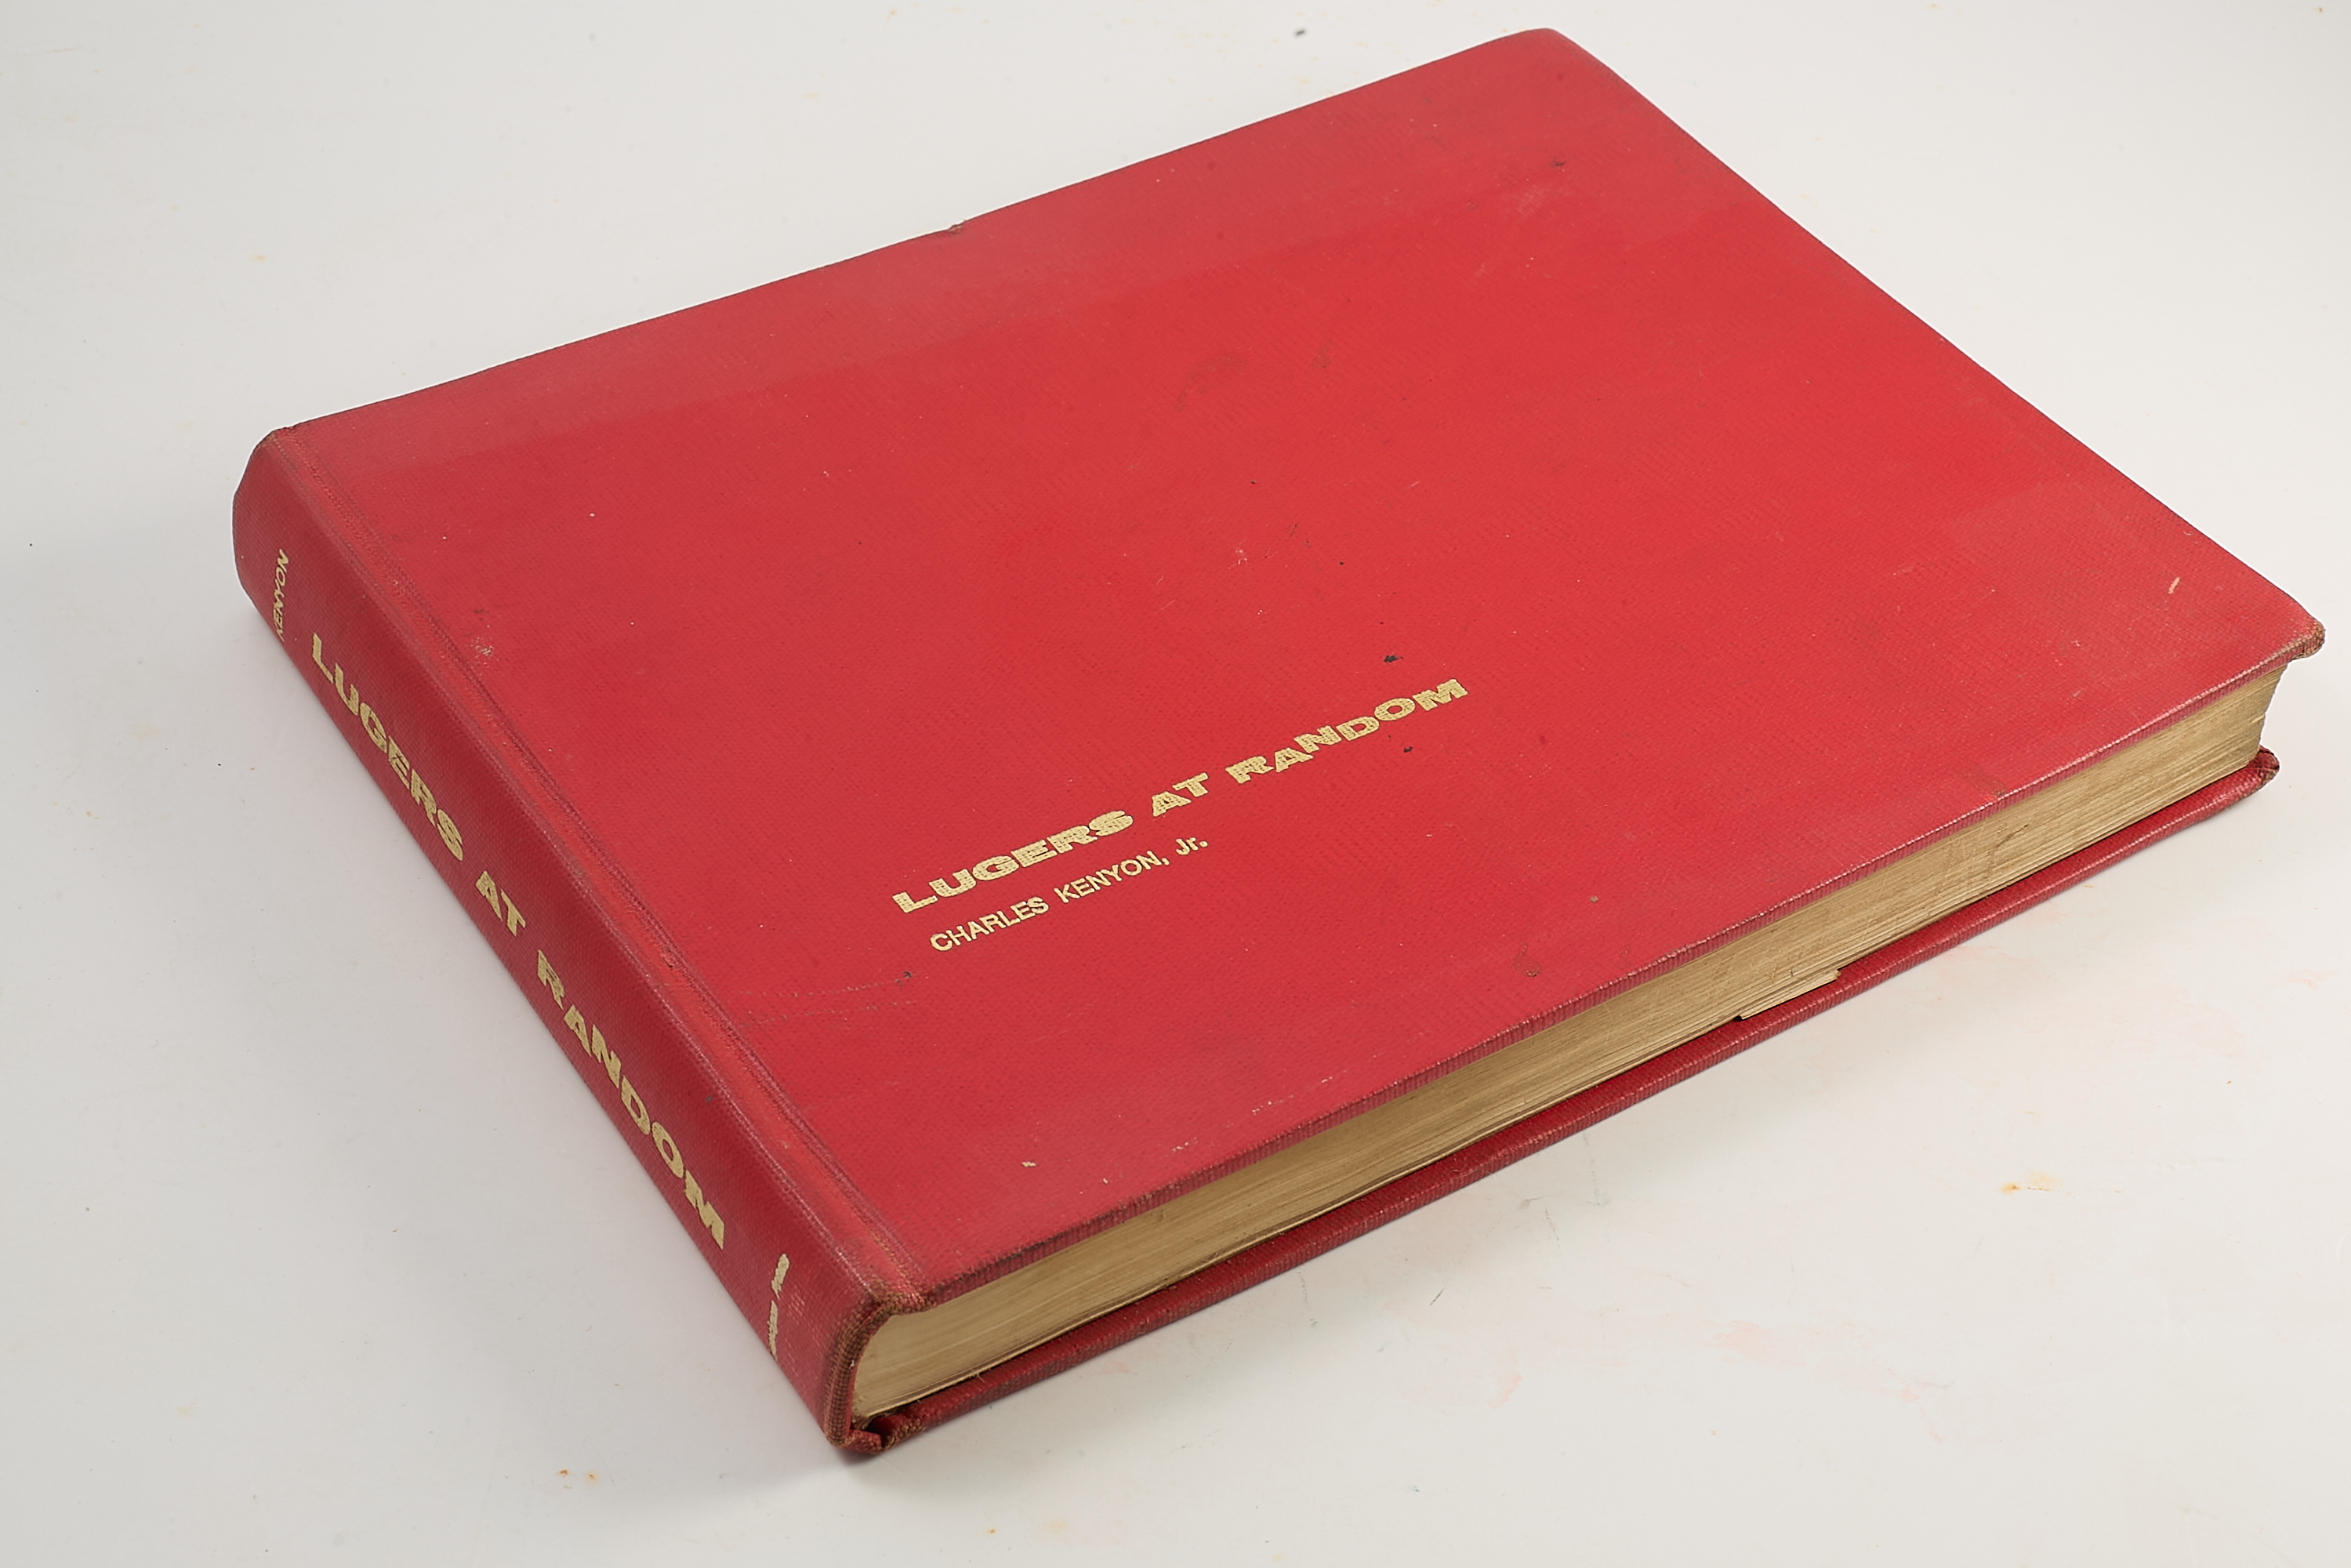 LUGERS AT RANDOM
CHARLES KENYON, Jr.
KENYON
LUGERS AT RANDOM